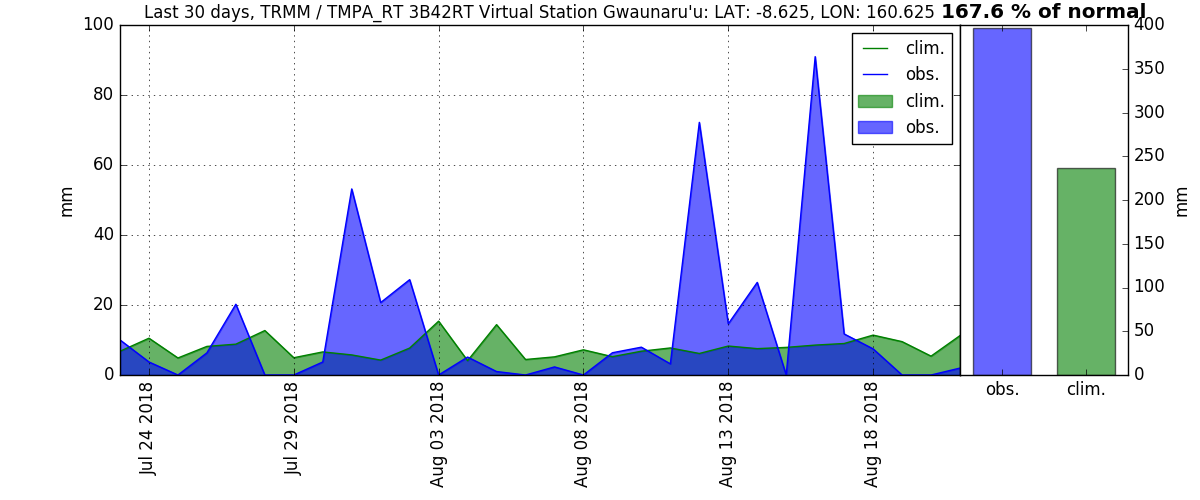 Last 30 days, TRMM / TMPA_RT 3B42RT Virtual Station Gwaunaru'u: LAT: -8.625, LON: 160.625 167.6 % of normal
100
80
60
40
20
0
mm
clim.
obs.
clim.
obs.
Jul 24 2018
Jul 29 2018
Aug 03 2018
Aug 08 2018
Aug 13 2018
Aug 18 2018
400
350
300
250
200
150
100
50
0
mm
obs. clim.